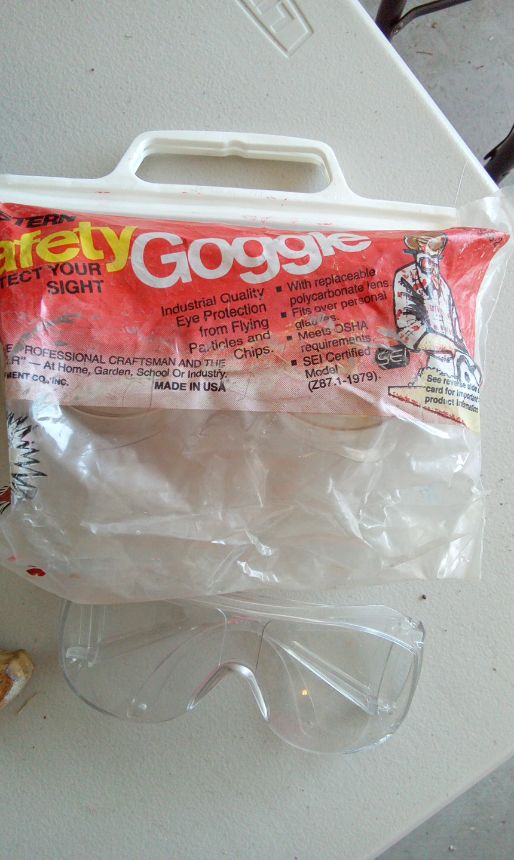 STERN
afety Goggle
TECT YOUR
SIGHT
Industrial Quality
Eye Protection
from Flying
Particles and
Chips.
■ With replaceable
polycarbonate lens.
■ Fits over personal
glasses.
■ Meets OSHA
requirements.
■ SEI Certified
Model
(Z87.1-1979).
SEI
See reverse
card for important
product information
E PROFESSIONAL CRAFTSMAN AND THE
R" — At Home, Garden, School Or Industry.
MENT CO., INC.
MADE IN USA